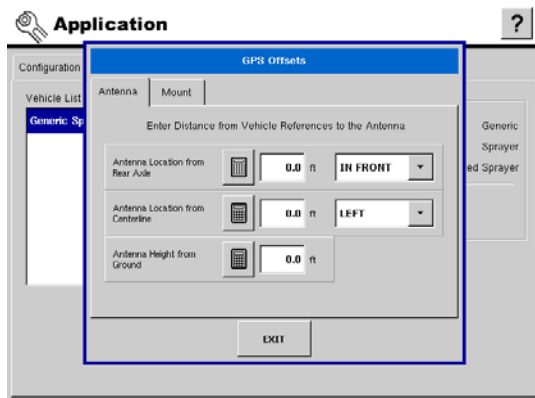 Application
?
Configuration
GPS Offsets
Antenna
Mount
Vehicle List
Generic Sp
Enter Distance from Vehicle References to the Antenna
Generic
Sprayer
ed Sprayer
Antenna Location from
Rear Axle
0.0 ft
IN FRONT
Antenna Location from
Centerline
0.0 ft
LEFT
Antenna Height from
Ground
0.0 ft
EXIT